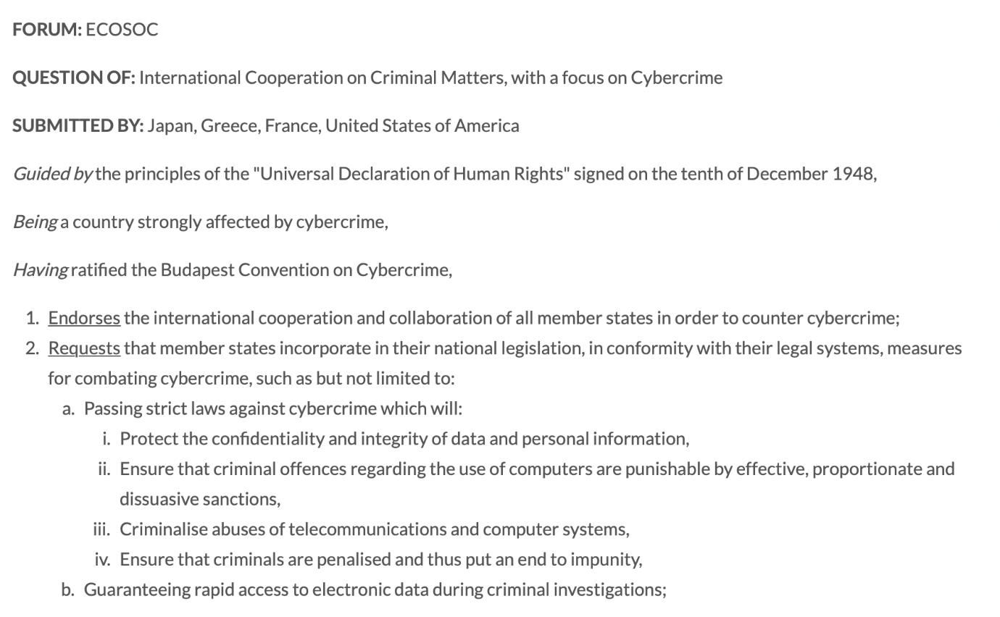 FORUM: ECOSOC
QUESTION OF: International Cooperation on Criminal Matters, with a focus on Cybercrime
SUBMITTED BY: Japan, Greece, France, United States of America
Guided by the principles of the "Universal Declaration of Human Rights" signed on the tenth of December 1948,
Being a country strongly affected by cybercrime,
Having ratified the Budapest Convention on Cybercrime,
1. Endorses the international cooperation and collaboration of all member states in order to counter cybercrime;
2. Requests that member states incorporate in their national legislation, in conformity with their legal systems, measures
for combating cybercrime, such as but not limited to:
a. Passing strict laws against cybercrime which will:
i. Protect the confidentiality and integrity of data and personal information,
ii. Ensure that criminal offences regarding the use of computers are punishable by effective, proportionate and
dissuasive sanctions,
iii. Criminalise abuses of telecommunications and computer systems,
iv. Ensure that criminals are penalised and thus put an end to impunity,
b. Guaranteeing rapid access to electronic data during criminal investigations;